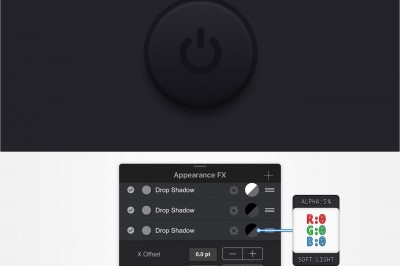 Appearance FX
Drop Shadow
Drop Shadow
Drop Shadow
X Offset
0.0 pt
ALPHA:5%
R:0
G:0
B:0
SOFT LIGHT